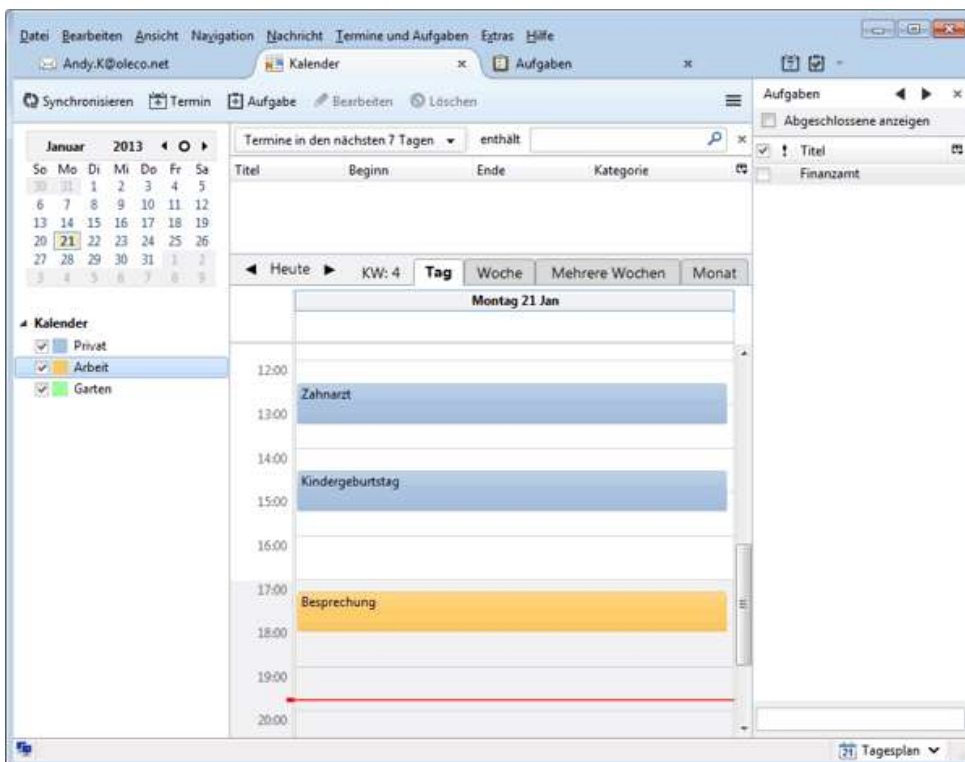 Datei Bearbeiten Ansicht Navigation Nachricht Termine und Aufgaben Extras Hilfe
Andy.K@oleco.net Kalender Aufgaben
Synchronisieren Termin Aufgabe Bearbeiten Löschen
Januar 2013
So Mo Di Mi Do Fr Sa
30 31 1 2 3 4 5
6 7 8 9 10 11 12
13 14 15 16 17 18 19
20 21 22 23 24 25 26
27 28 29 30 31 1 2
3 4 5 6 7 8 9
Kalender
Privat
Arbeit
Garten
Termine in den nächsten 7 Tagen enthält
Titel Beginn Ende Kategorie
Heute KW: 4 Tag Woche Mehrere Wochen Monat
Montag 21 Jan
12:00
Zahnarzt
13:00
14:00
Kindergeburtstag
15:00
16:00
17:00
Besprechung
18:00
19:00
20:00
Aufgaben
Abgeschlossene anzeigen
! Titel
Finanzamt
21 Tagesplan